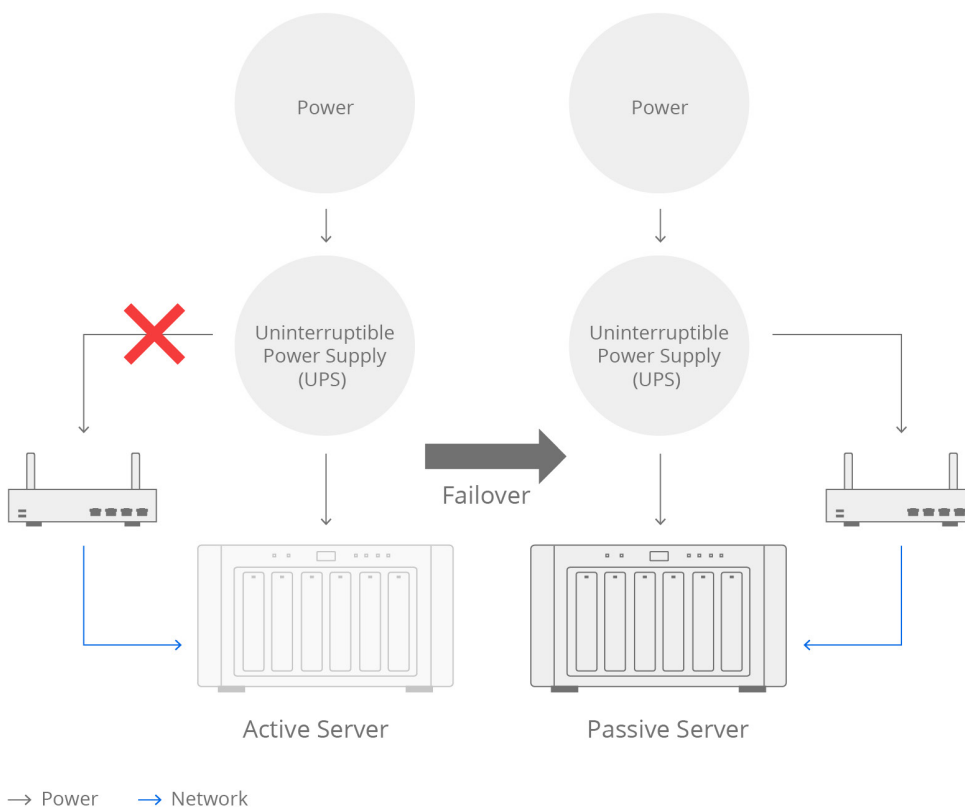 Power
Power
Uninterruptible
Power Supply
(UPS)
Uninterruptible
Power Supply
(UPS)
Failover
Active Server
Passive Server
Power
Network